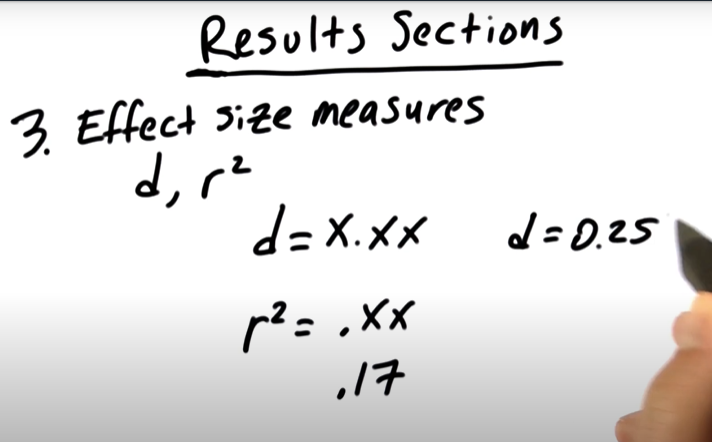 Results Sections
3. Effect size measures
d, r²
d = X.XX d = 0.25
r² = .XX
.17